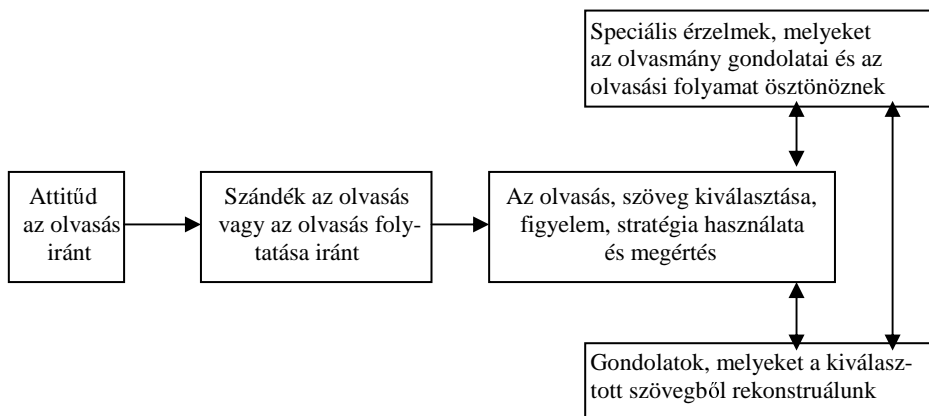 Speciális érzelmek, melyeket
az olvasmány gondolatai és az
olvasási folyamat ösztönöznek
Attitűd
az olvasás
iránt
Szándék az olvasás
vagy az olvasás foly-
tatása iránt
Az olvasás, szöveg kiválasztása,
figyelem, stratégia használata
és megértés
Gondolatok, melyeket a kiválasz-
tott szövegből rekonstruálunk